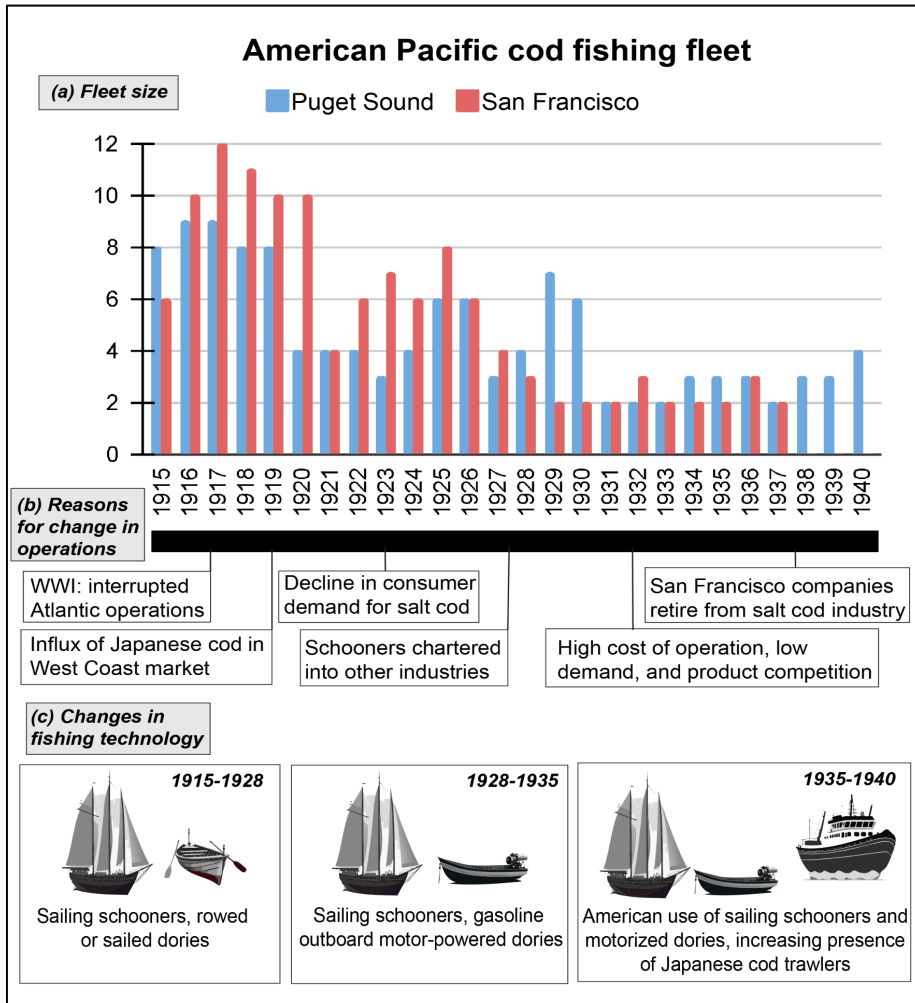 American Pacific cod fishing fleet
(a) Fleet size
Puget Sound
San Francisco
12
10
8
6
4
2
0
1915
1916
1917
1918
1919
1920
1921
1922
1923
1924
1925
1926
1927
1928
1929
1930
1931
1932
1933
1934
1935
1936
1937
1938
1939
1940
(b) Reasons
for change in
operations
WWI: interrupted
Atlantic operations
Influx of Japanese cod in
West Coast market
Decline in consumer
demand for salt cod
Schooners chartered
into other industries
High cost of operation, low
demand, and product competition
San Francisco companies
retire from salt cod industry
(c) Changes in
fishing technology
1915-1928
Sailing schooners, rowed
or sailed dories
1928-1935
Sailing schooners, gasoline
outboard motor-powered dories
1935-1940
American use of sailing schooners and
motorized dories, increasing presence
of Japanese cod trawlers